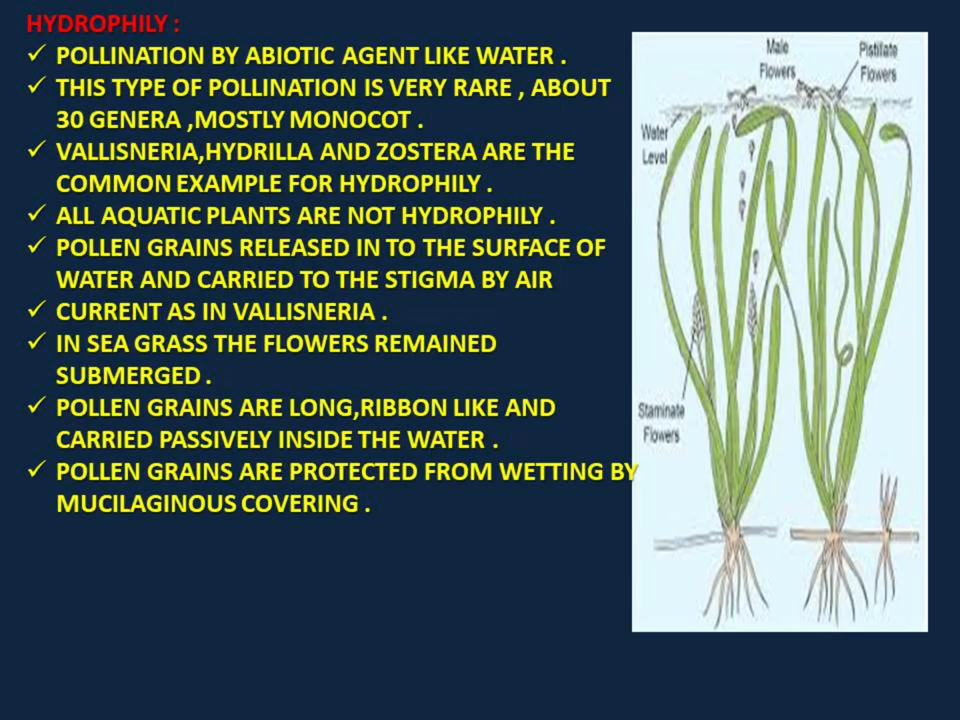 HYDROPHILY :
✓ POLLINATION BY ABIOTIC AGENT LIKE WATER .
✓ THIS TYPE OF POLLINATION IS VERY RARE , ABOUT
30 GENERA ,MOSTLY MONOCOT .
✓ VALLISNERIA,HYDRILLA AND ZOSTERA ARE THE
COMMON EXAMPLE FOR HYDROPHILY .
✓ ALL AQUATIC PLANTS ARE NOT HYDROPHILY .
✓ POLLEN GRAINS RELEASED IN TO THE SURFACE OF
WATER AND CARRIED TO THE STIGMA BY AIR
✓ CURRENT AS IN VALLISNERIA .
✓ IN SEA GRASS THE FLOWERS REMAINED
SUBMERGED .
✓ POLLEN GRAINS ARE LONG,RIBBON LIKE AND
CARRIED PASSIVELY INSIDE THE WATER .
✓ POLLEN GRAINS ARE PROTECTED FROM WETTING BY
MUCILAGINOUS COVERING .
Male
Flowers
Pistillate
Flowers
Water
Level
Staminate
Flowers